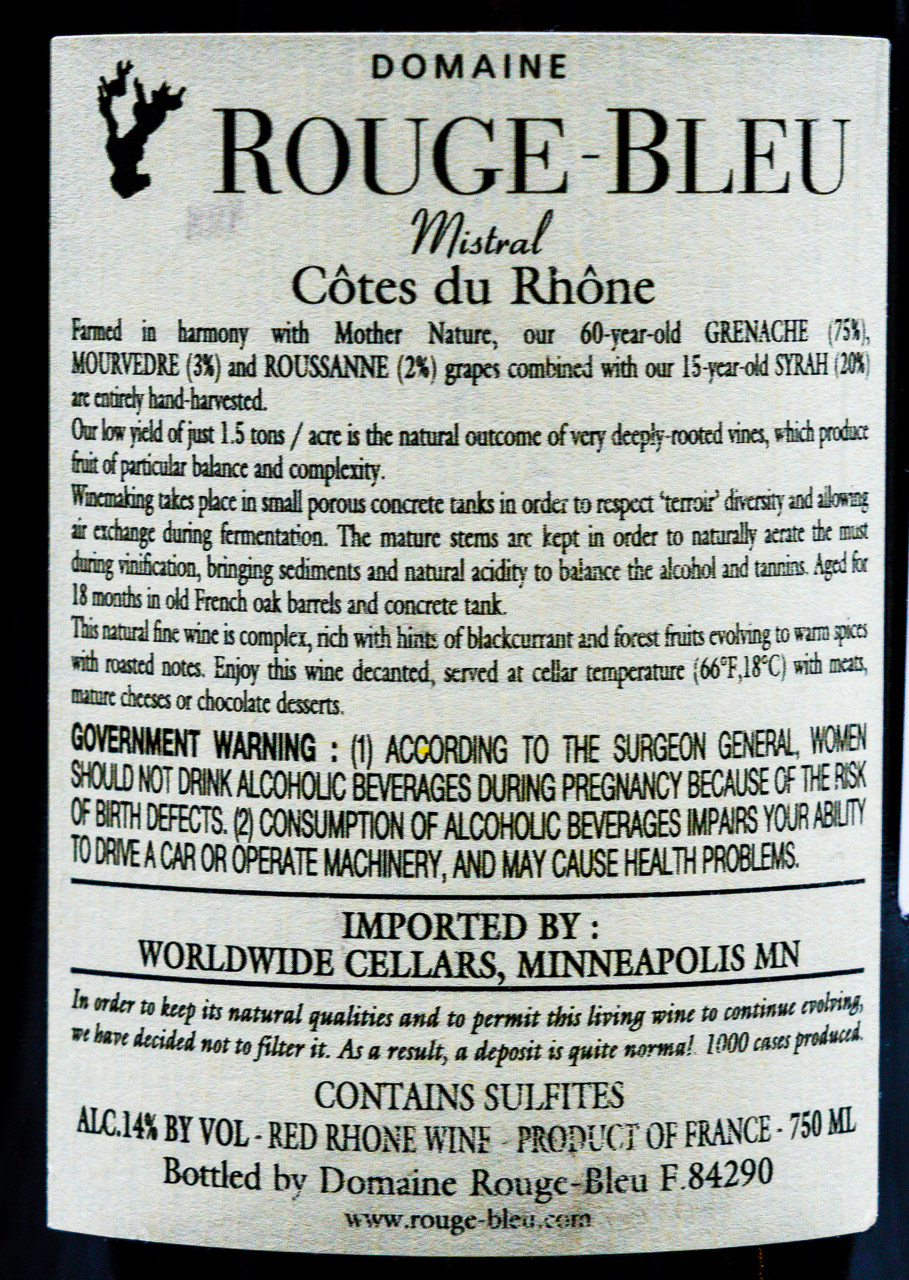 DOMAINE
ROUGE-BLEU
Mistral
Côtes du Rhône
Farmed in harmony with Mother Nature, our 60-year-old GRENACHE (75%),
MOURVEDRE (3%) and ROUSSANNE (2%) grapes combined with our 15-year-old SYRAH (20%)
are entirely hand-harvested.
Our low yield of just 1.5 tons / acre is the natural outcome of very deeply-rooted vines, which produce
fruit of particular balance and complexity.
Winemaking takes place in small porous concrete tanks in order to respect 'terroir' diversity and allowing
air exchange during fermentation. The mature stems are kept in order to naturally aerate the must
during vinification, bringing sediments and natural acidity to balance the alcohol and tannins. Aged for
18 months in old French oak barrels and concrete tank.
This natural fine wine is complex, rich with hints of blackcurrant and forest fruits evolving to warm spices
with roasted notes. Enjoy this wine decanted, served at cellar temperature (66°F,18°C) with meats,
mature cheeses or chocolate desserts.
GOVERNMENT WARNING : (1) ACCORDING TO THE SURGEON GENERAL, WOMEN
SHOULD NOT DRINK ALCOHOLIC BEVERAGES DURING PREGNANCY BECAUSE OF THE RISK
OF BIRTH DEFECTS. (2) CONSUMPTION OF ALCOHOLIC BEVERAGES IMPAIRS YOUR ABILITY
TO DRIVE A CAR OR OPERATE MACHINERY, AND MAY CAUSE HEALTH PROBLEMS.
IMPORTED BY :
WORLDWIDE CELLARS, MINNEAPOLIS MN
In order to keep its natural qualities and to permit this living wine to continue evolving,
we have decided not to filter it. As a result, a deposit is quite normal. 1000 cases produced.
CONTAINS SULFITES
ALC.14% BY VOL - RED RHONE WINE - PRODUCT OF FRANCE - 750 ML
Bottled by Domaine Rouge-Bleu F.84290
www.rouge-bleu.com